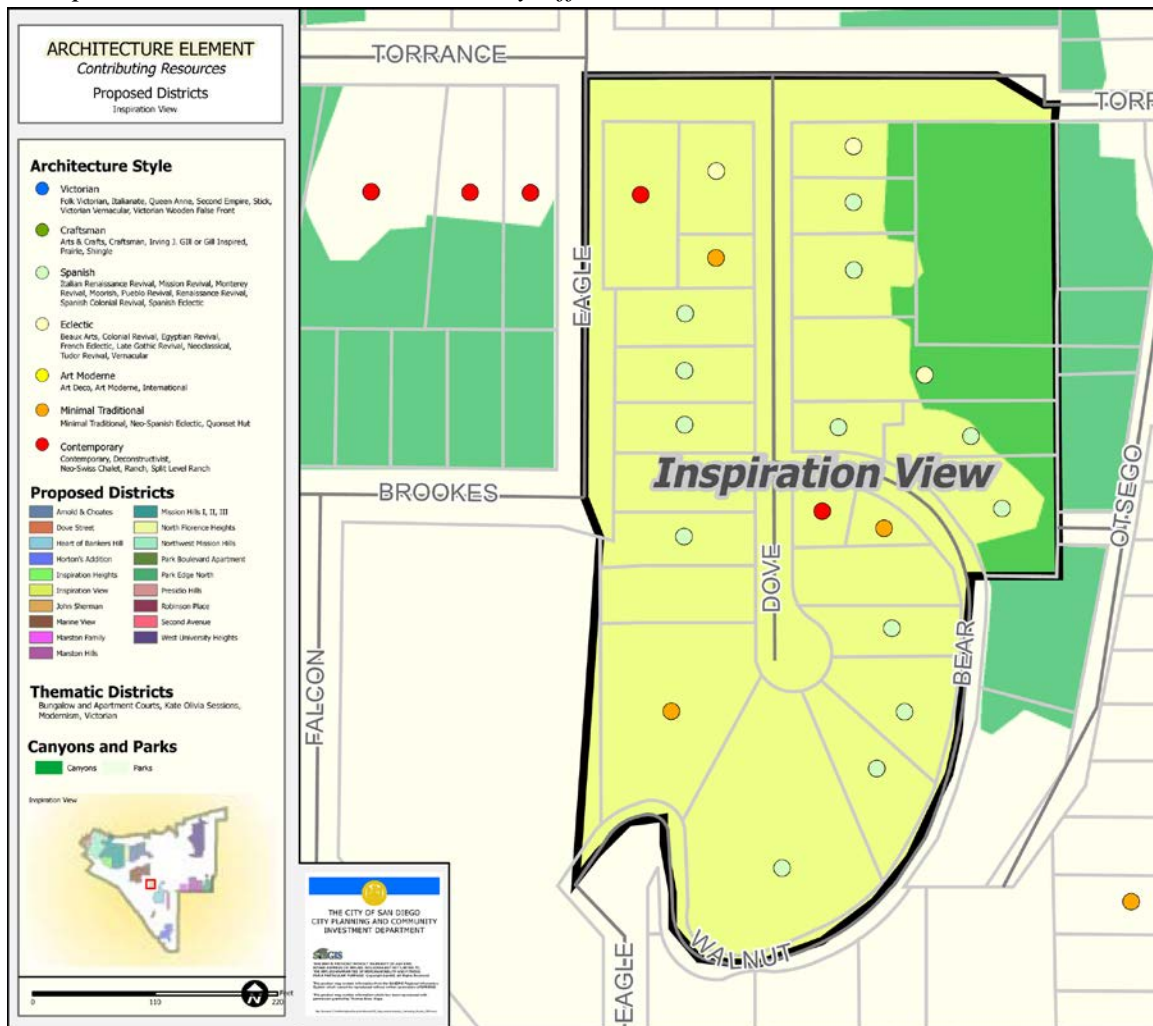 ARCHITECTURE ELEMENT
Contributing Resources
Proposed Districts
Inspiration View
Architecture Style
Victorian
Folk Victorian, Italianate, Queen Anne, Second Empire, Stick,
Victorian Vernacular, Victorian Wooden False Front
Craftsman
Arts & Crafts, Craftsman, Irving J. Gill or Gill Inspired,
Prairie, Shingle
Spanish
Italian Renaissance Revival, Mission Revival, Monterey
Revival, Moorish, Pueblo Revival, Renaissance Revival,
Spanish Colonial Revival, Spanish Eclectic
Eclectic
Beaux Arts, Colonial Revival, Egyptian Revival,
French Eclectic, Late Gothic Revival, Neoclassical,
Tudor Revival, Vernacular
Art Moderne
Art Deco, Art Moderne, International
Minimal Traditional
Minimal Traditional, Neo-Spanish Eclectic, Quonset Hut
Contemporary
Contemporary, Deconstructivist,
Neo-Swiss Chalet, Ranch, Split Level Ranch
Proposed Districts
Arnold & Choates
Dove Street
Heart of Bankers Hill
Horton's Addition
Inspiration Heights
Inspiration View
John Sherman
Marine View
Marston Family
Marston Hills
Mission Hills I, II, III
North Florence Heights
Northwest Mission Hills
Park Boulevard Apartment
Park Edge North
Presidio Hills
Robinson Place
Second Avenue
West University Heights
Thematic Districts
Bungalow and Apartment Courts, Kate Olivia Sessions,
Modernism, Victorian
Canyons and Parks
Canyons
Parks
Inspiration View
N
Feet
0 110 220
THE CITY OF SAN DIEGO
CITY PLANNING AND COMMUNITY
INVESTMENT DEPARTMENT
SanGIS
TORRANCE
TORR
EAGLE
BROOKES
Inspiration View
DOVE
OTSEGO
BEAR
FALCON
WALNUT
EAGLE